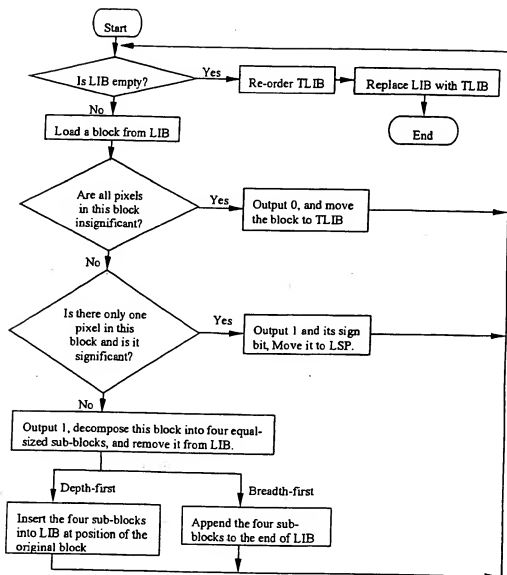 Start
Is LIB empty?
Yes
Re-order TLIB
Replace LIB with TLIB
End
No
Load a block from LIB
Are all pixels
in this block
insignificant?
Yes
Output 0, and move
the block to TLIB
No
Is there only one
pixel in this
block and is it
significant?
Yes
Output 1 and its sign
bit, Move it to LSP.
No
Output 1, decompose this block into four equal-
sized sub-blocks, and remove it from LIB.
Depth-first
Breadth-first
Insert the four sub-blocks
into LIB at position of the
original block
Append the four sub-
blocks to the end of LIB